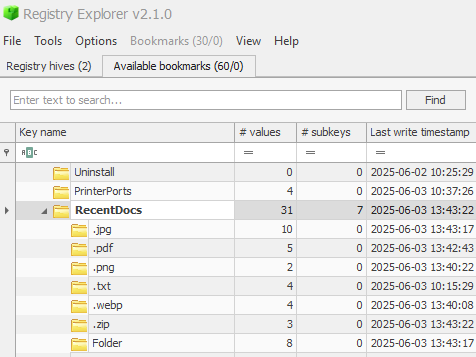 Registry Explorer v2.1.0
File Tools Options Bookmarks (30/0) View Help
Registry hives (2) Available bookmarks (60/0)
Enter text to search... Find
Key name # values # subkeys Last write timestamp
ABC = = =
Uninstall 0 0 2025-06-02 10:25:29
PrinterPorts 4 0 2025-06-03 10:37:26
RecentDocs 31 7 2025-06-03 13:43:22
.jpg 10 0 2025-06-03 13:43:17
.pdf 5 0 2025-06-03 13:42:43
.png 2 0 2025-06-03 13:40:22
.txt 4 0 2025-06-03 10:15:29
.webp 4 0 2025-06-03 13:40:08
.zip 3 0 2025-06-03 13:43:22
Folder 8 0 2025-06-03 13:43:17